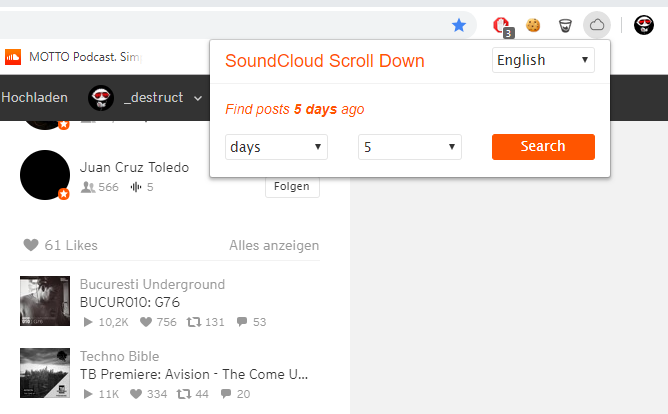 3
MOTTO Podcast. Sim
SoundCloud Scroll Down
English
Hochladen
_destruct
Find posts 5 days ago
days
5
Search
Juan Cruz Toledo
566
5
Folgen
61 Likes
Alles anzeigen
Bucuresti Underground
BUCUR010: G76
10,2K 756 131 53
Techno Bible
TB Premiere: Avision - The Come U...
11K 334 44 20